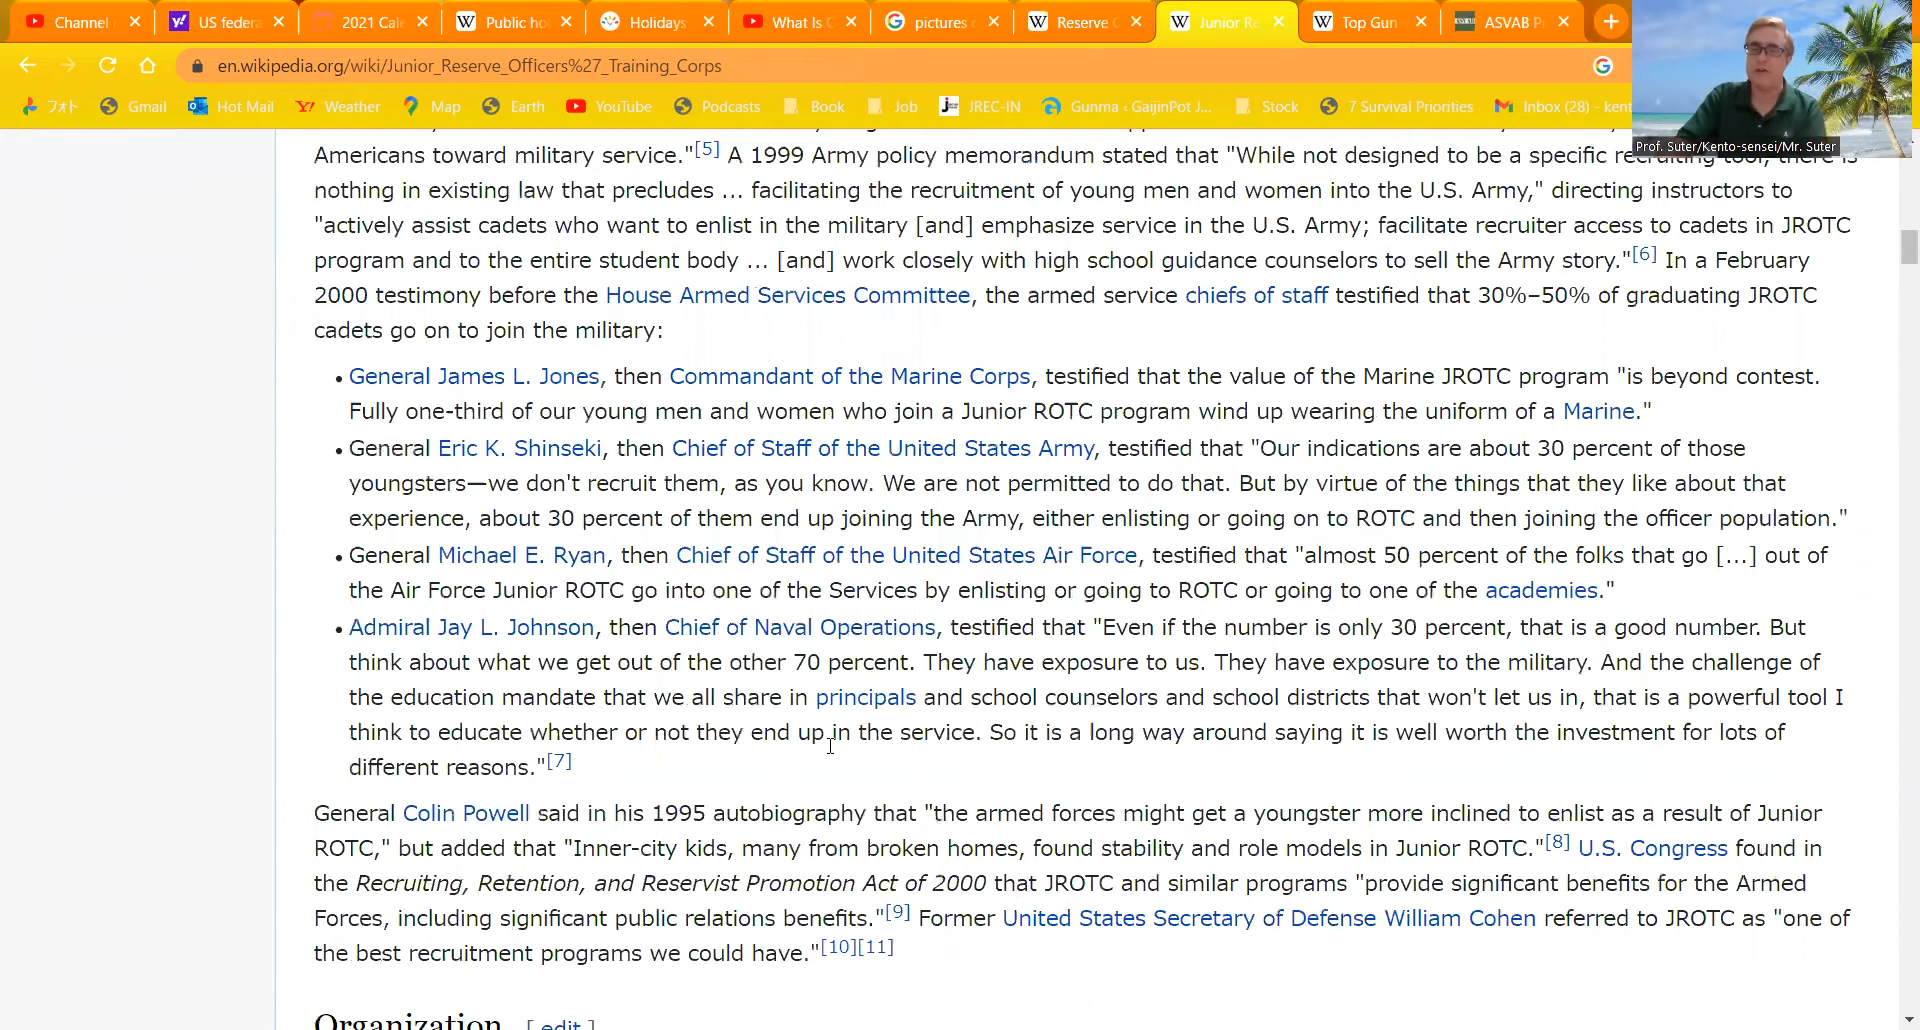 Channel
US feder
2021 Cale
Public ho
Holidays
What Is C
pictures
Reserve
Junior Re
Top Gun
ASVAB P
en.wikipedia.org/wiki/Junior_Reserve_Officers%27_Training_Corps
フォト
Gmail
Hot Mail
Weather
Map
Earth
YouTube
Podcasts
Book
Job
JREC-IN
Gunma ‹ GaijinPot J...
Stock
7 Survival Priorities
Inbox (28) - kent
Prof. Suter/Kento-sensei/Mr. Suter
Americans toward military service."[5] A 1999 Army policy memorandum stated that "While not designed to be a specific recruiting tool, there is
nothing in existing law that precludes ... facilitating the recruitment of young men and women into the U.S. Army," directing instructors to
"actively assist cadets who want to enlist in the military [and] emphasize service in the U.S. Army; facilitate recruiter access to cadets in JROTC
program and to the entire student body ... [and] work closely with high school guidance counselors to sell the Army story."[6] In a February
2000 testimony before the House Armed Services Committee, the armed service chiefs of staff testified that 30%–50% of graduating JROTC
cadets go on to join the military:
• General James L. Jones, then Commandant of the Marine Corps, testified that the value of the Marine JROTC program "is beyond contest.
Fully one-third of our young men and women who join a Junior ROTC program wind up wearing the uniform of a Marine."
• General Eric K. Shinseki, then Chief of Staff of the United States Army, testified that "Our indications are about 30 percent of those
youngsters—we don't recruit them, as you know. We are not permitted to do that. But by virtue of the things that they like about that
experience, about 30 percent of them end up joining the Army, either enlisting or going on to ROTC and then joining the officer population."
• General Michael E. Ryan, then Chief of Staff of the United States Air Force, testified that "almost 50 percent of the folks that go [...] out of
the Air Force Junior ROTC go into one of the Services by enlisting or going to ROTC or going to one of the academies."
• Admiral Jay L. Johnson, then Chief of Naval Operations, testified that "Even if the number is only 30 percent, that is a good number. But
think about what we get out of the other 70 percent. They have exposure to us. They have exposure to the military. And the challenge of
the education mandate that we all share in principals and school counselors and school districts that won't let us in, that is a powerful tool I
think to educate whether or not they end up in the service. So it is a long way around saying it is well worth the investment for lots of
different reasons."[7]
General Colin Powell said in his 1995 autobiography that "the armed forces might get a youngster more inclined to enlist as a result of Junior
ROTC," but added that "Inner-city kids, many from broken homes, found stability and role models in Junior ROTC."[8] U.S. Congress found in
the Recruiting, Retention, and Reservist Promotion Act of 2000 that JROTC and similar programs "provide significant benefits for the Armed
Forces, including significant public relations benefits."[9] Former United States Secretary of Defense William Cohen referred to JROTC as "one of
the best recruitment programs we could have."[10][11]
Organization [ edit ]